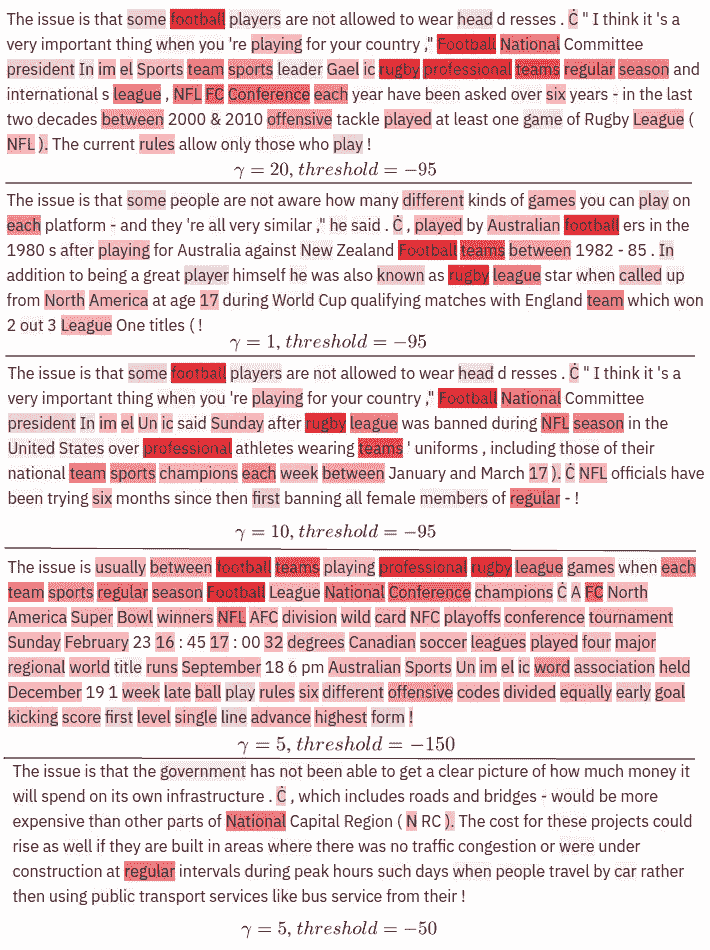 The issue is that some football players are not allowed to wear head d resses . Ċ " I think it 's a
very important thing when you 're playing for your country ," Football National Committee
president In im el Sports team sports leader Gael ic rugby professional teams regular season and
international s league , NFL FC Conference each year have been asked over six years - in the last
two decades between 2000 & 2010 offensive tackle played at least one game of Rugby League (
NFL ). The current rules allow only those who play !
γ = 20, threshold = −95
The issue is that some people are not aware how many different kinds of games you can play on
each platform - and they 're all very similar ," he said . Ċ , played by Australian football ers in the
1980 s after playing for Australia against New Zealand Football teams between 1982 - 85 . In
addition to being a great player himself he was also known as rugby league star when called up
from North America at age 17 during World Cup qualifying matches with England team which won
2 out 3 League One titles ( !
γ = 1, threshold = −95
The issue is that some football players are not allowed to wear head d resses . Ċ " I think it 's a
very important thing when you 're playing for your country ," Football National Committee
president In im el Un ic said Sunday after rugby league was banned during NFL season in the
United States over professional athletes wearing teams ' uniforms , including those of their
national team sports champions each week between January and March 17 ). Ċ NFL officials have
been trying six months since then first banning all female members of regular - !
γ = 10, threshold = −95
The issue is usually between football teams playing professional rugby league games when each
team sports regular season Football League National Conference champions Ċ A FC North
America Super Bowl winners NFL AFC division wild card NFC playoffs conference tournament
Sunday February 23 16 : 45 17 : 00 32 degrees Canadian soccer leagues played four major
regional world title runs September 18 6 pm Australian Sports Un im el ic word association held
December 19 1 week late ball play rules six different offensive codes divided equally early goal
kicking score first level single line advance highest form !
γ = 5, threshold = −150
The issue is that the government has not been able to get a clear picture of how much money it
will spend on its own infrastructure . Ċ , which includes roads and bridges - would be more
expensive than other parts of National Capital Region ( N RC ). The cost for these projects could
rise as well if they are built in areas where there was no traffic congestion or were under
construction at regular intervals during peak hours such days when people travel by car rather
then using public transport services like bus service from their !
γ = 5, threshold = −50